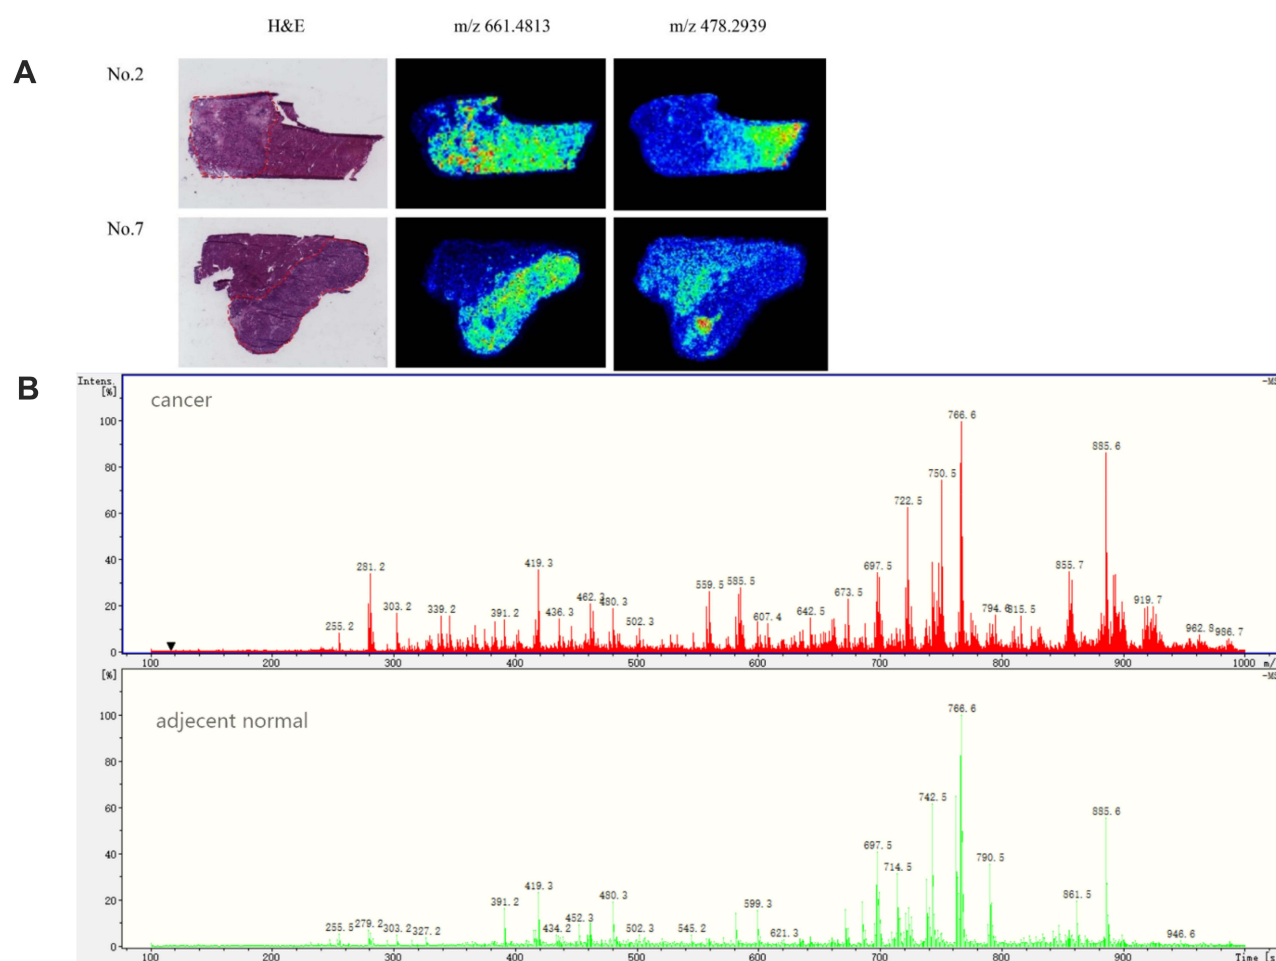 H&E m/z 661.4813 m/z 478.2939
A
No.2
No.7
B
Intens.
[%]
cancer
-MS
100
80
60
40
20
0
255.2 281.2 303.2 339.2 391.2 419.3 436.3 462.3 480.3 502.3 559.5 585.5 607.4 642.5 673.5 697.5 722.5 750.5 766.6 794.6 815.5 855.7 885.6 919.7 962.8 986.7
100 200 300 400 500 600 700 800 900 1000 m/
[%]
adjecent normal
-MS
100
80
60
40
20
0
255.5 279.2 303.2 327.2 391.2 419.3 434.2 452.3 480.3 502.3 545.2 599.3 621.3 697.5 714.5 742.5 766.6 790.5 861.5 885.6 946.6
100 200 300 400 500 600 700 800 900 Time [s